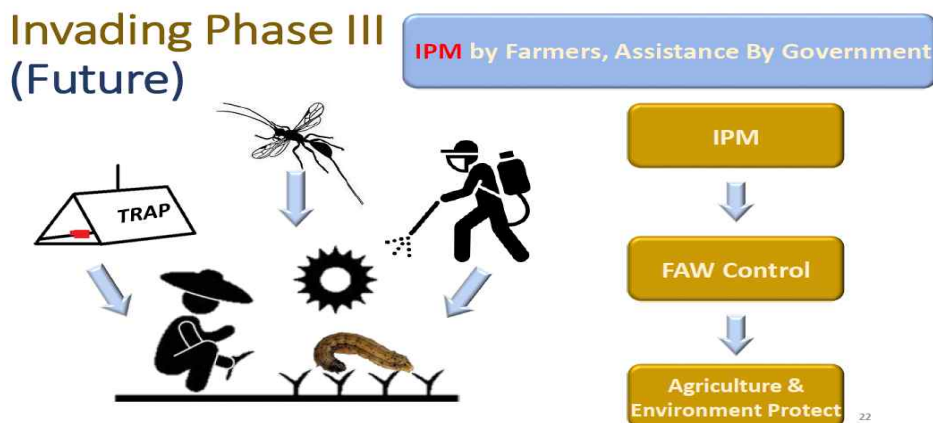 Invading Phase III
(Future)
IPM by Farmers, Assistance By Government
TRAP
IPM
FAW Control
Agriculture &
Environment Protect
22